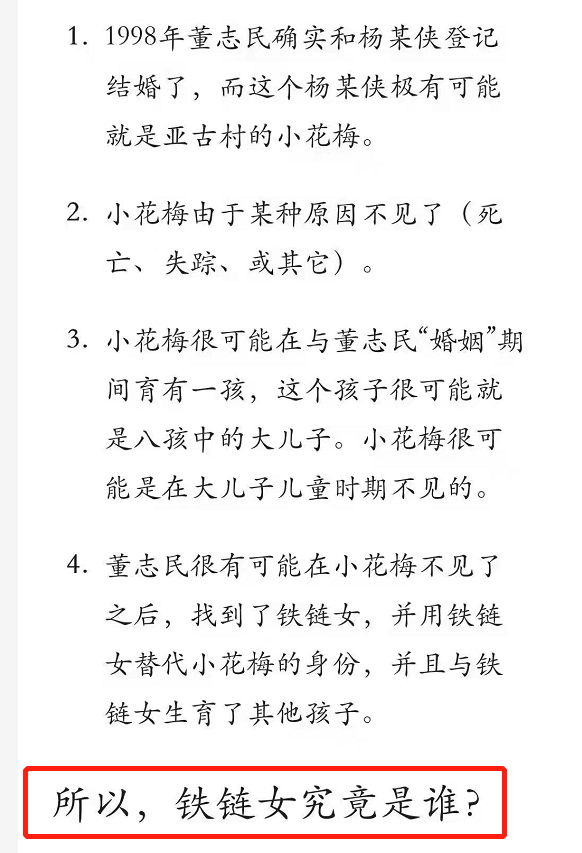 1. 1998年董志民确实和杨某侠登记
结婚了，而这个杨某侠极有可能
就是亚古村的小花梅。
2. 小花梅由于某种原因不见了（死
亡、失踪、或其它）。
3. 小花梅很可能在与董志民“婚姻”期
间育有一孩，这个孩子很可能就
是八孩中的大儿子。小花梅很可
能是在大儿子儿童时期不见的。
4. 董志民很有可能在小花梅不见了
之后，找到了铁链女，并用铁链
女替代小花梅的身份，并且与铁
链女生育了其他孩子。
所以，铁链女究竟是谁?